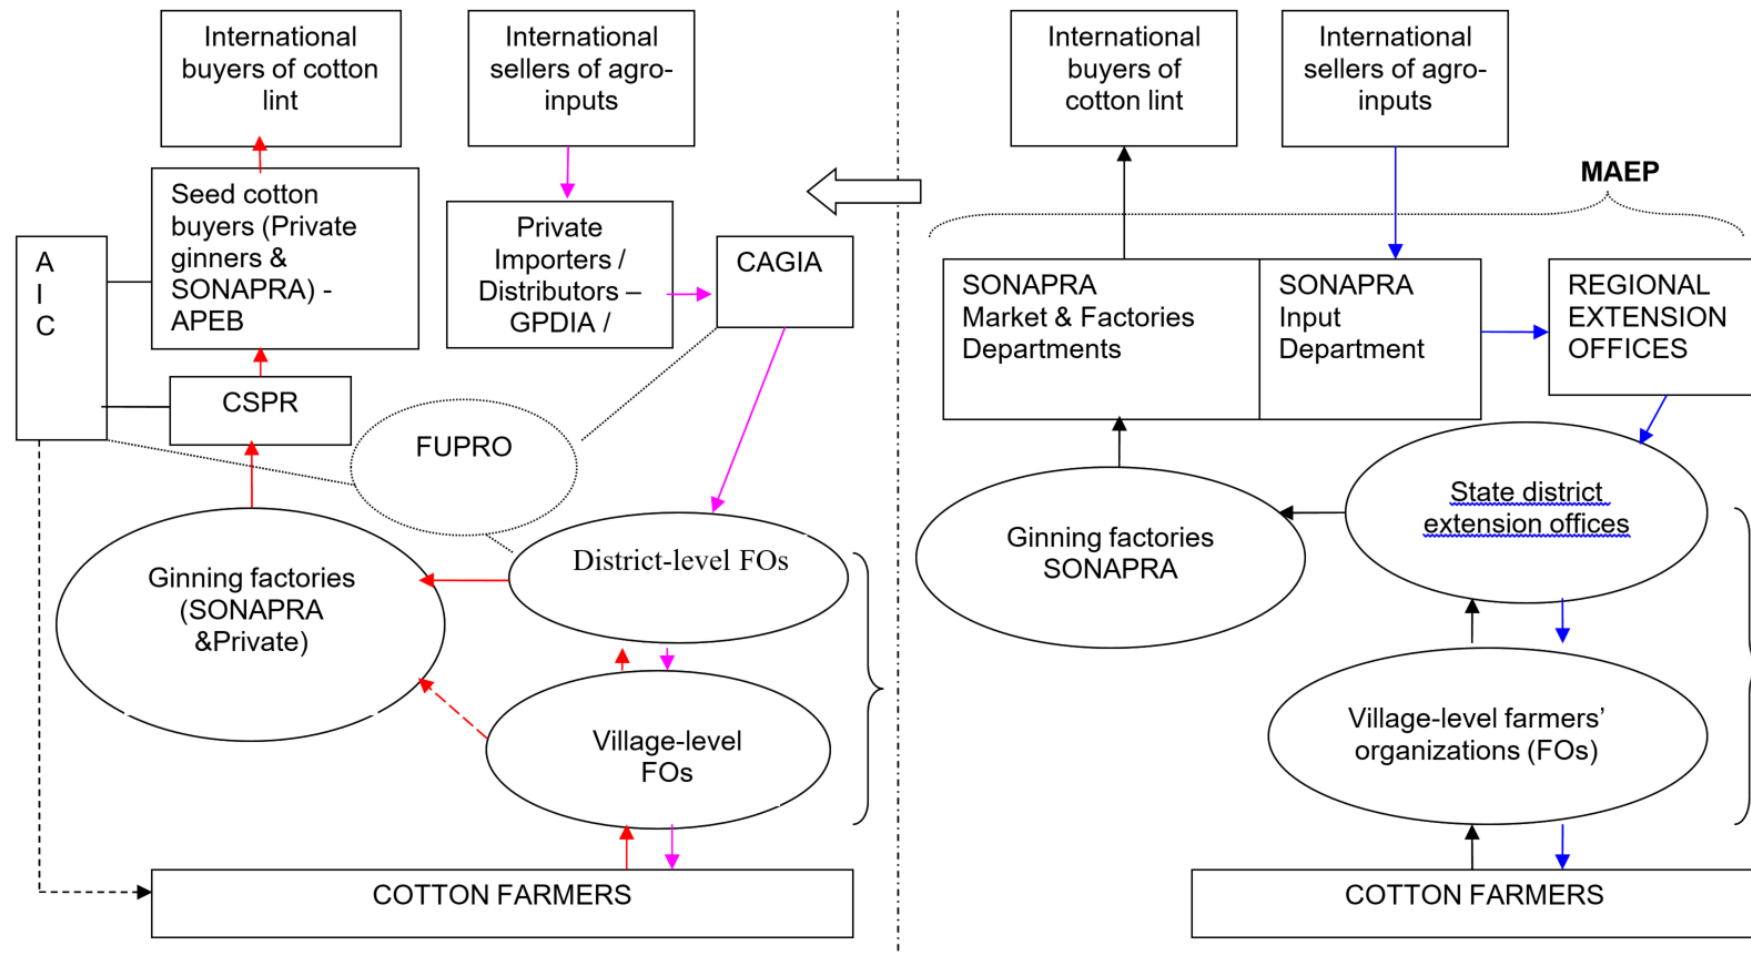 International
buyers of cotton
lint
International
sellers of agro-
inputs
Seed cotton
buyers (Private
ginners &
SONAPRA) -
APEB
Private
Importers /
Distributors –
GPDIA /
CAGIA
A
I
C
CSPR
FUPRO
Ginning factories
(SONAPRA
&Private)
District-level FOs
Village-level
FOs
COTTON FARMERS
International
buyers of
cotton lint
International
sellers of agro-
inputs
MAEP
SONAPRA
Market & Factories
Departments
SONAPRA
Input
Department
REGIONAL
EXTENSION
OFFICES
State district
extension offices
Ginning factories
SONAPRA
Village-level farmers’
organizations (FOs)
COTTON FARMERS